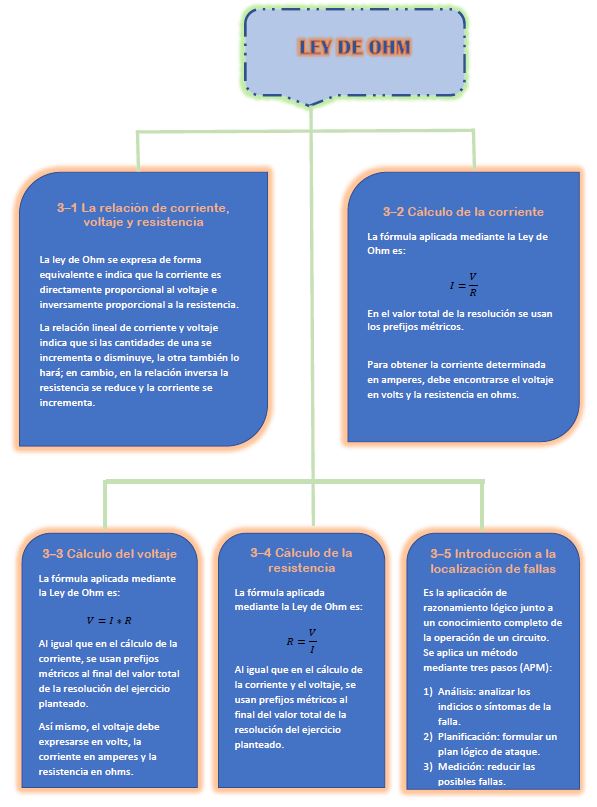 LEY DE OHM
3–1 La relación de corriente,
voltaje y resistencia
La ley de Ohm se expresa de forma
equivalente e indica que la corriente es
directamente proporcional al voltaje e
inversamente proporcional a la resistencia.
La relación lineal de corriente y voltaje
indica que si las cantidades de una se
incrementa o disminuye, la otra también lo
hará; en cambio, en la relación inversa la
resistencia se reduce y la corriente se
incrementa.
3–2 Cálculo de la corriente
La fórmula aplicada mediante la Ley de
Ohm es:
I = V/R
En el valor total de la resolución se usan
los prefijos métricos.
Para obtener la corriente determinada
en amperes, debe encontrarse el voltaje
en volts y la resistencia en ohms.
3–3 Cálculo del voltaje
La fórmula aplicada mediante
la Ley de Ohm es:
V = I * R
Al igual que en el cálculo de la
corriente, se usan prefijos
métricos al final del valor total
de la resolución del ejercicio
planteado.
Así mismo, el voltaje debe
expresarse en volts, la
corriente en amperes y la
resistencia en ohms.
3–4 Cálculo de la
resistencia
La fórmula aplicada
mediante la Ley de Ohm es:
R = V/I
Al igual que en el cálculo de
la corriente y el voltaje, se
usan prefijos métricos al
final del valor total de la
resolución del ejercicio
planteado.
3–5 Introducción a la
localización de fallas
Es la aplicación de
razonamiento lógico junto a
un conocimiento completo de
la operación de un circuito.
Se aplica un método
mediante tres pasos (APM):
1) Análisis: analizar los
indicios o síntomas de la
falla.
2) Planificación: formular un
plan lógico de ataque.
3) Medición: reducir las
posibles fallas.